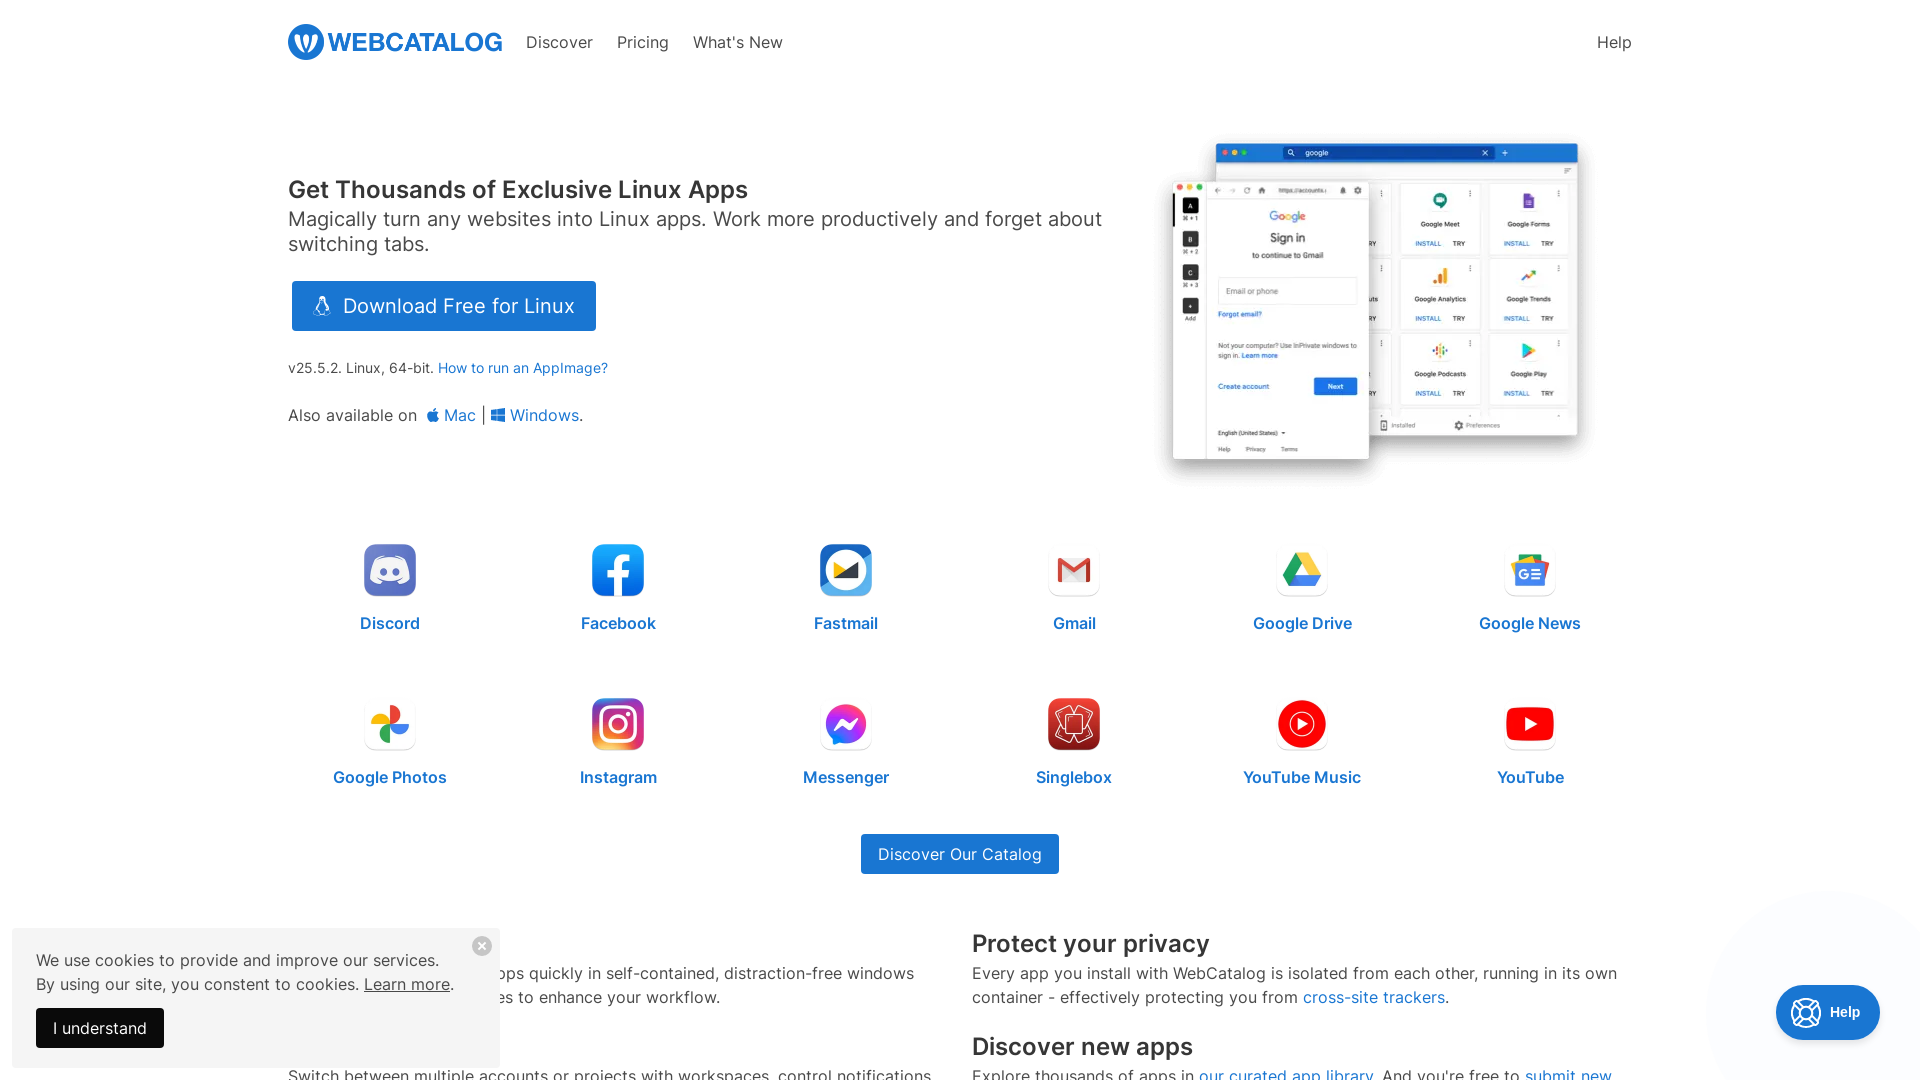 WEBCATALOG
Discover
Pricing
What's New
Help
Get Thousands of Exclusive Linux Apps
Magically turn any websites into Linux apps. Work more productively and forget about
switching tabs.
Download Free for Linux
v25.5.2. Linux, 64-bit. How to run an AppImage?
Also available on Mac | Windows.
google
https://accounts.
A
⌘ + 1
B
⌘ + 2
C
⌘ + 3
+
Add
Google
Sign in
to continue to Gmail
Email or phone
Forgot email?
Not your computer? Use InPrivate windows to
sign in. Learn more
Create account
Next
English (United States)
Help
Privacy
Terms
Google Meet
INSTALL TRY
Google Forms
INSTALL TRY
Google Analytics
INSTALL TRY
Google Trends
INSTALL TRY
Google Podcasts
INSTALL TRY
Google Play
INSTALL TRY
Installed
Preferences
Discord
Facebook
Fastmail
Gmail
Google Drive
Google News
Google Photos
Instagram
Messenger
Singlebox
YouTube Music
YouTube
Discover Our Catalog
pps quickly in self-contained, distraction-free windows
es to enhance your workflow.
Switch between multiple accounts or projects with workspaces, control notifications
Protect your privacy
Every app you install with WebCatalog is isolated from each other, running in its own
container - effectively protecting you from cross-site trackers.
Discover new apps
Explore thousands of apps in our curated app library. And you're free to submit new
We use cookies to provide and improve our services.
By using our site, you constent to cookies. Learn more.
I understand
Help